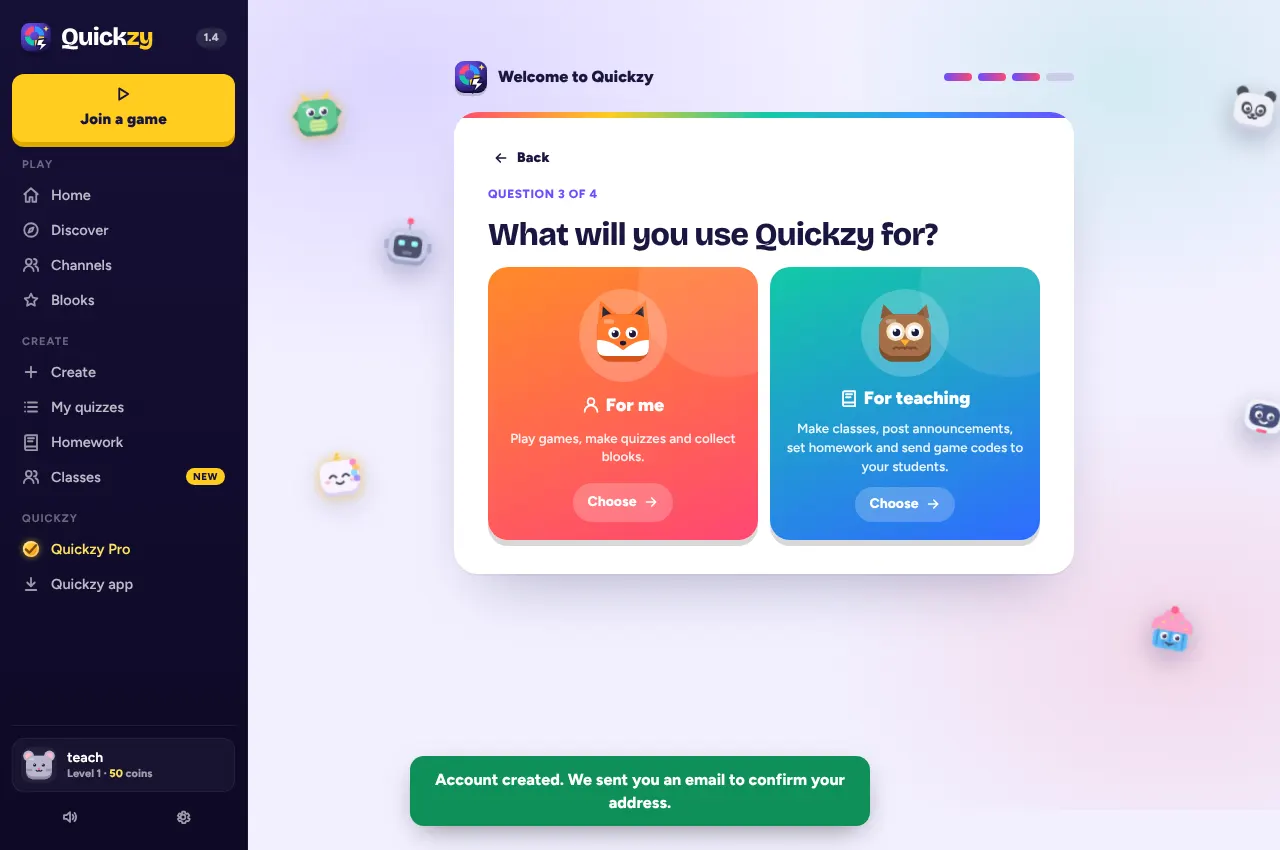 Quickzy
1.4
Join a game
PLAY
Home
Discover
Channels
Blooks
CREATE
Create
My quizzes
Homework
Classes
NEW
QUICKZY
Quickzy Pro
Quickzy app
teach
Level 1 · 50 coins
Welcome to Quickzy
Back
QUESTION 3 OF 4
What will you use Quickzy for?
For me
Play games, make quizzes and collect
blooks.
Choose
For teaching
Make classes, post announcements,
set homework and send game codes to
your students.
Choose
Account created. We sent you an email to confirm your
address.